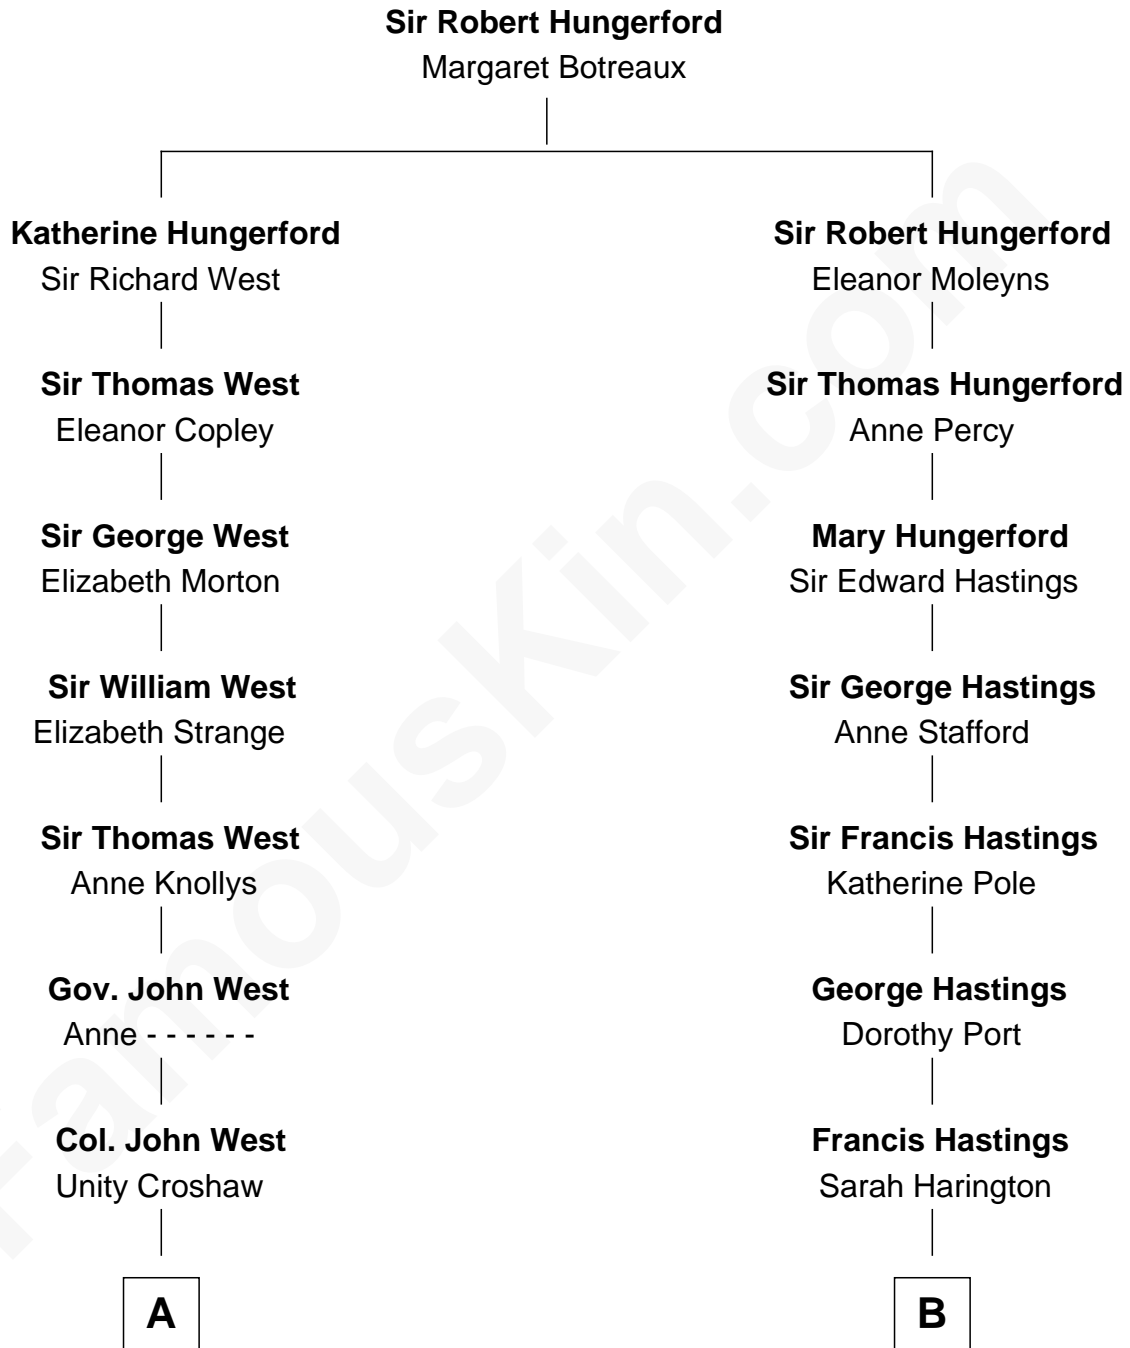 Sir Robert Hungerford
Margaret Botreaux
Katherine Hungerford
Sir Richard West
Sir Robert Hungerford
Eleanor Moleyns
Sir Thomas West
Eleanor Copley
Sir Thomas Hungerford
Anne Percy
Sir George West
Elizabeth Morton
Mary Hungerford
Sir Edward Hastings
Sir William West
Elizabeth Strange
Sir George Hastings
Anne Stafford
Sir Thomas West
Anne Knollys
Sir Francis Hastings
Katherine Pole
Gov. John West
Anne - - - - - -
George Hastings
Dorothy Port
Col. John West
Unity Croshaw
Francis Hastings
Sarah Harington
A
B
FamousKin.com